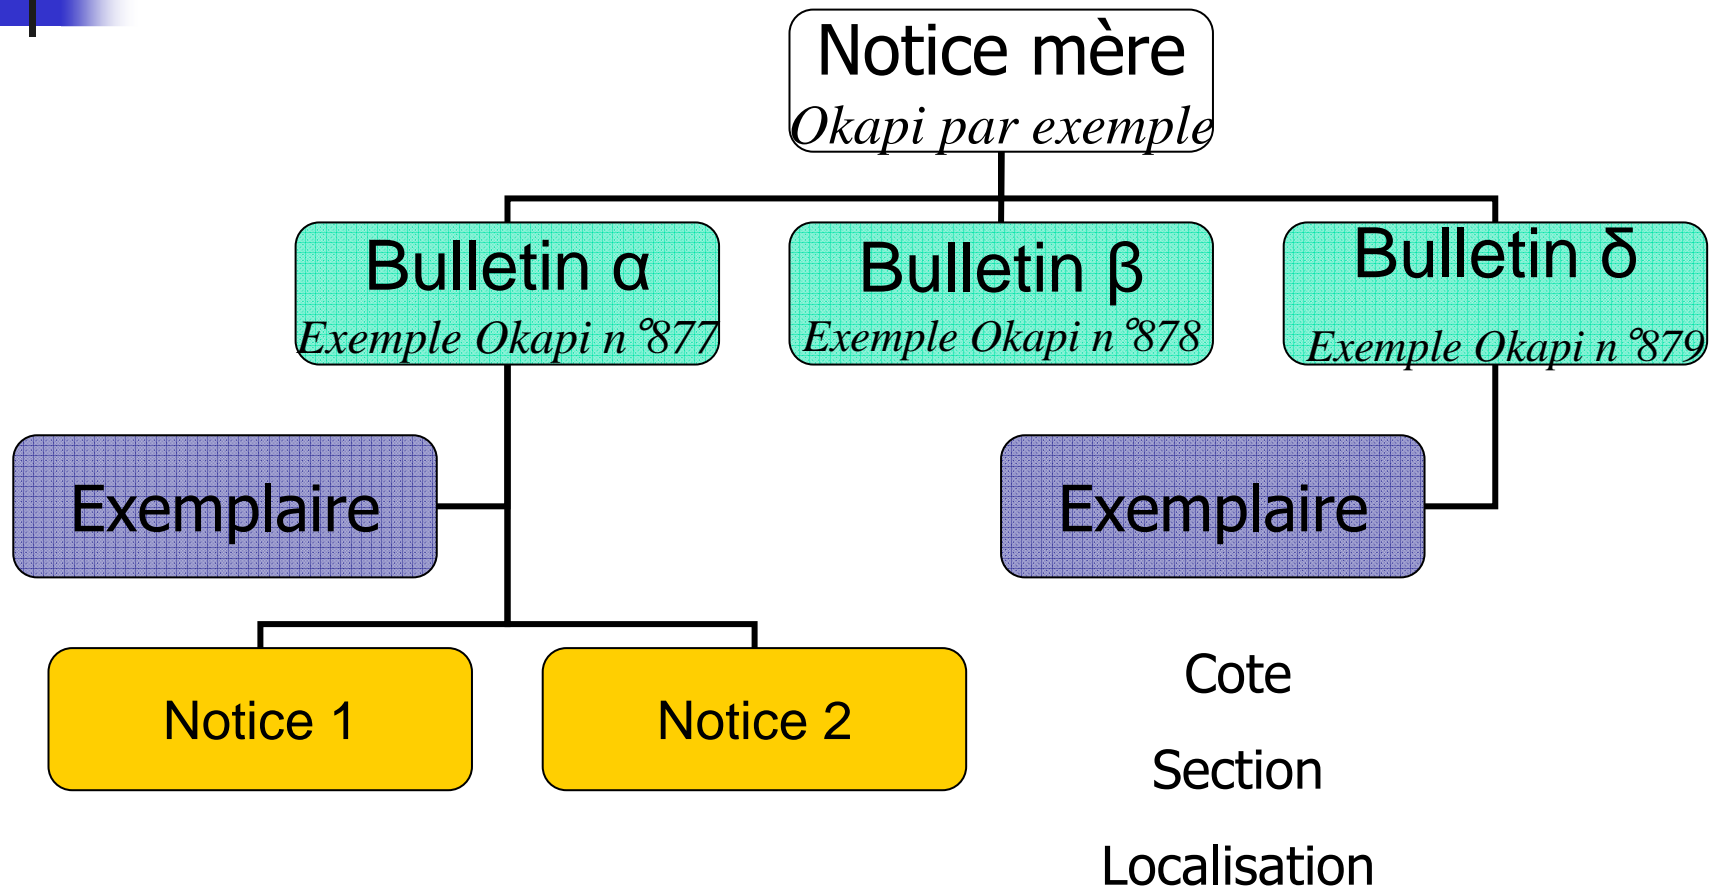 Notice mère
Okapi par exemple
Bulletin α
Exemple Okapi n°877
Bulletin β
Exemple Okapi n°878
Bulletin δ
Exemple Okapi n°879
Exemplaire
Exemplaire
Notice 1
Notice 2
Cote
Section
Localisation